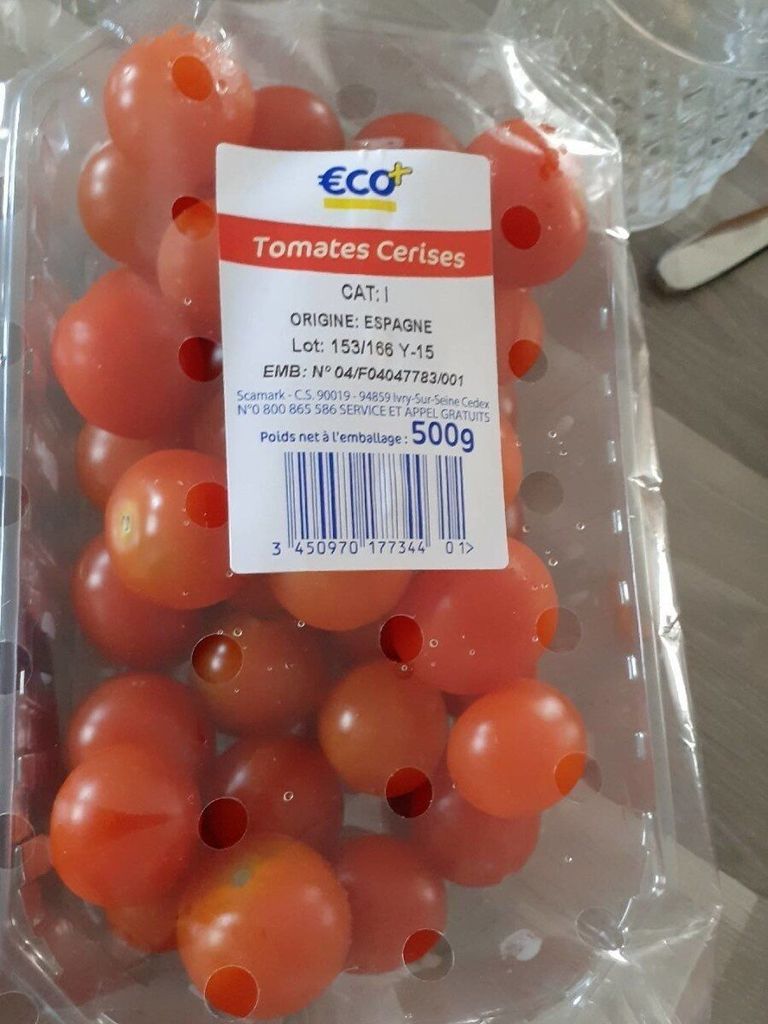 €CO+
Tomates Cerises
CAT: I
ORIGINE: ESPAGNE
Lot: 153/166 Y-15
EMB: N° 04/F04047783/001
Scamark - C.S. 90019 - 94859 Ivry-Sur-Seine Cedex
N°0 800 865 586 SERVICE ET APPEL GRATUITS
Poids net à l'emballage : 500g
3 450970 177344 01>